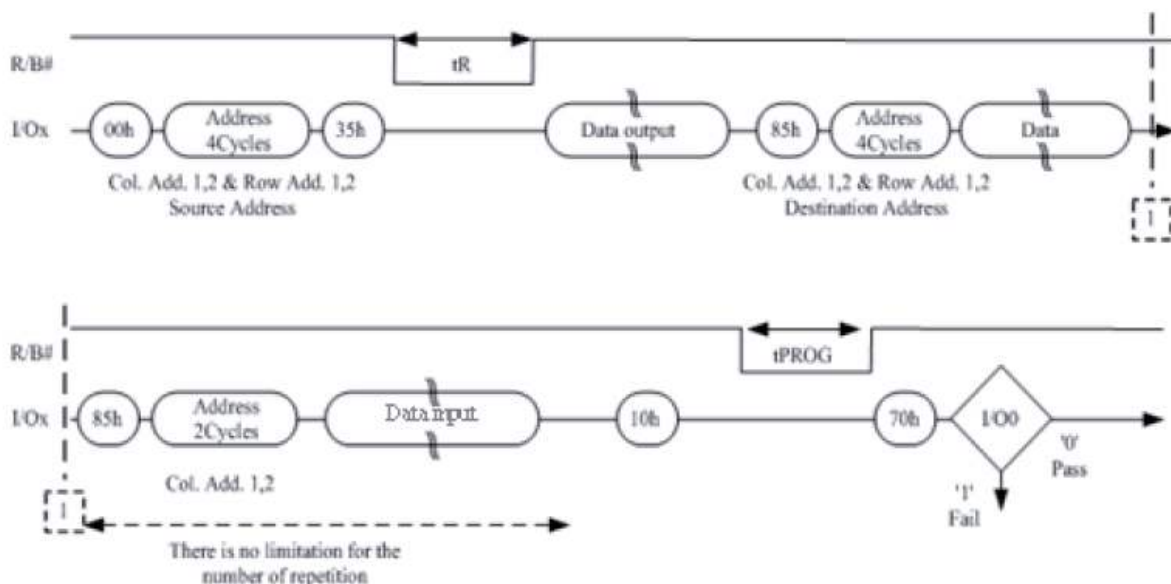 R/B#
tR
I/Ox
00h
Address
4Cycles
35h
Data output
85h
Address
4Cycles
Data
Col. Add. 1,2 & Row Add. 1,2
Source Address
Col. Add. 1,2 & Row Add. 1,2
Destination Address
1
R/B#
tPROG
I/Ox
85h
Address
2Cycles
Data input
10h
70h
I/O0
'0'
Pass
Col. Add. 1,2
'1'
Fail
1
There is no limitation for the
number of repetition